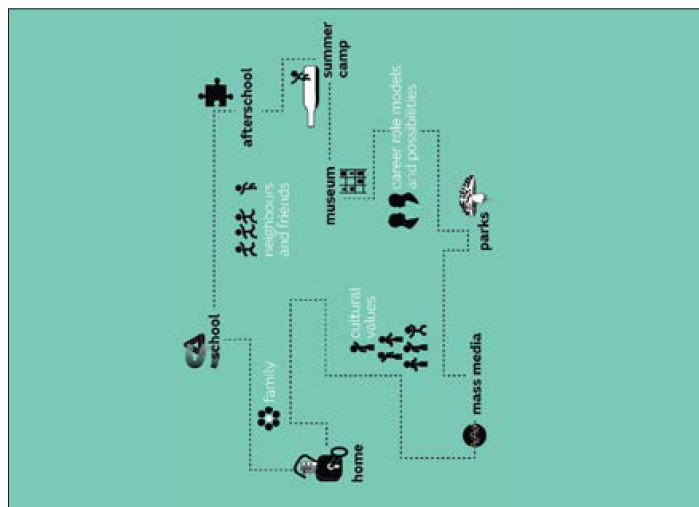 school
afterschool
family
neighbours
and friends
home
cultural
values
museum
summer
camp
career role models
and possibilities
mass media
parks